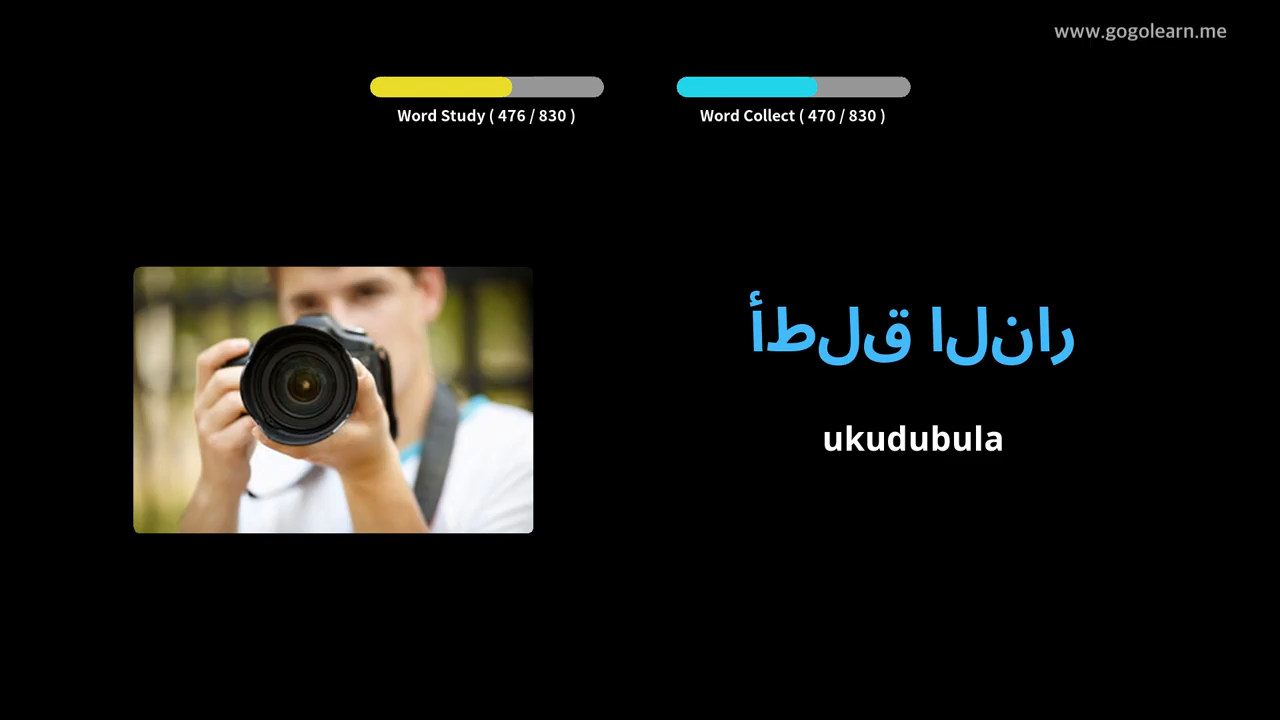 www.gogolearn.me
Word Study ( 476 / 830 )
Word Collect ( 470 / 830 )
أطلق النار
ukudubula